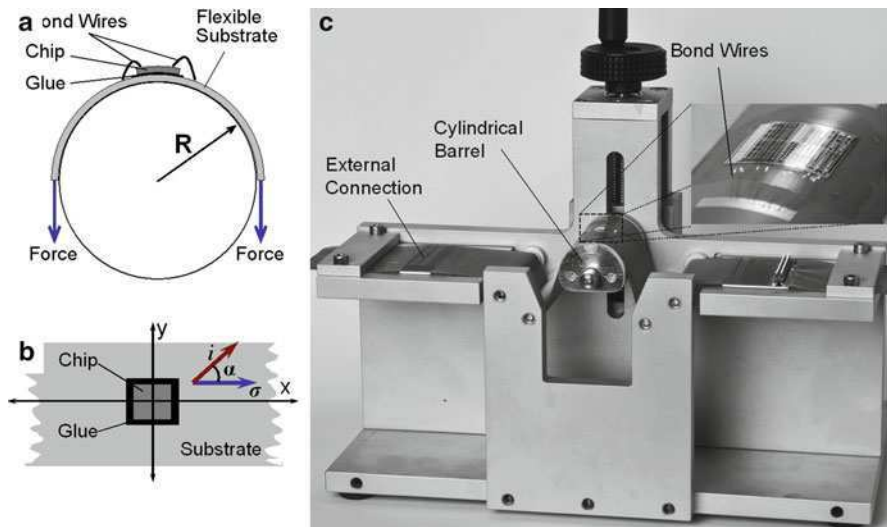 a
ond Wires
Chip
Glue
Flexible
Substrate
R
Force
Force
b
y
Chip
i
α
x
σ
Glue
Substrate
c
Bond Wires
Cylindrical
Barrel
External
Connection